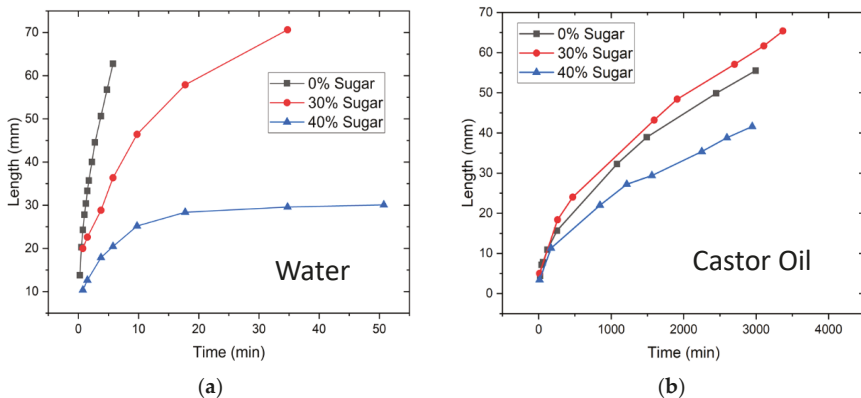 70
60
50
40
30
20
10
0
10
20
30
40
50
Length (mm)
Time (min)
0% Sugar
30% Sugar
40% Sugar
Water
(a)
70
60
50
40
30
20
10
0
0
1000
2000
3000
4000
Length (mm)
Time (min)
0% Sugar
30% Sugar
40% Sugar
Castor Oil
(b)